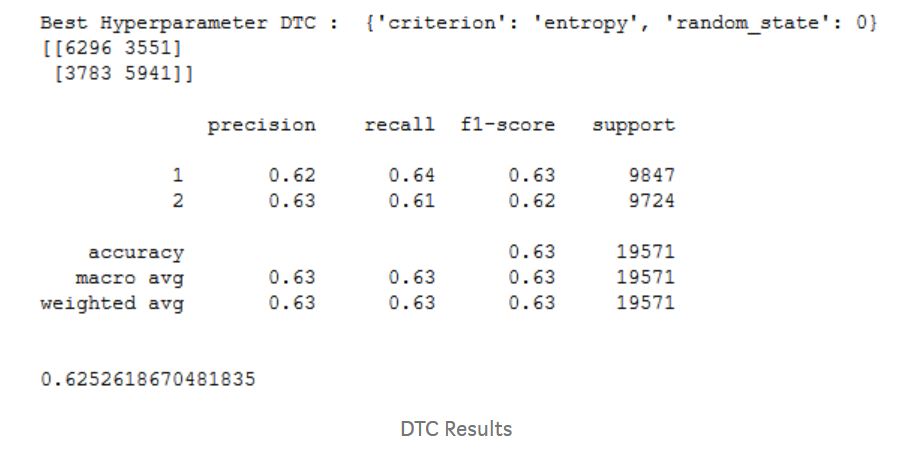 Best Hyperparameter DTC :  {'criterion': 'entropy', 'random_state': 0}
[[6296 3551]
 [3783 5941]]
precision recall f1-score support
1 0.62 0.64 0.63 9847
2 0.63 0.61 0.62 9724
accuracy 0.63 19571
macro avg 0.63 0.63 0.63 19571
weighted avg 0.63 0.63 0.63 19571
0.6252618670481835
DTC Results